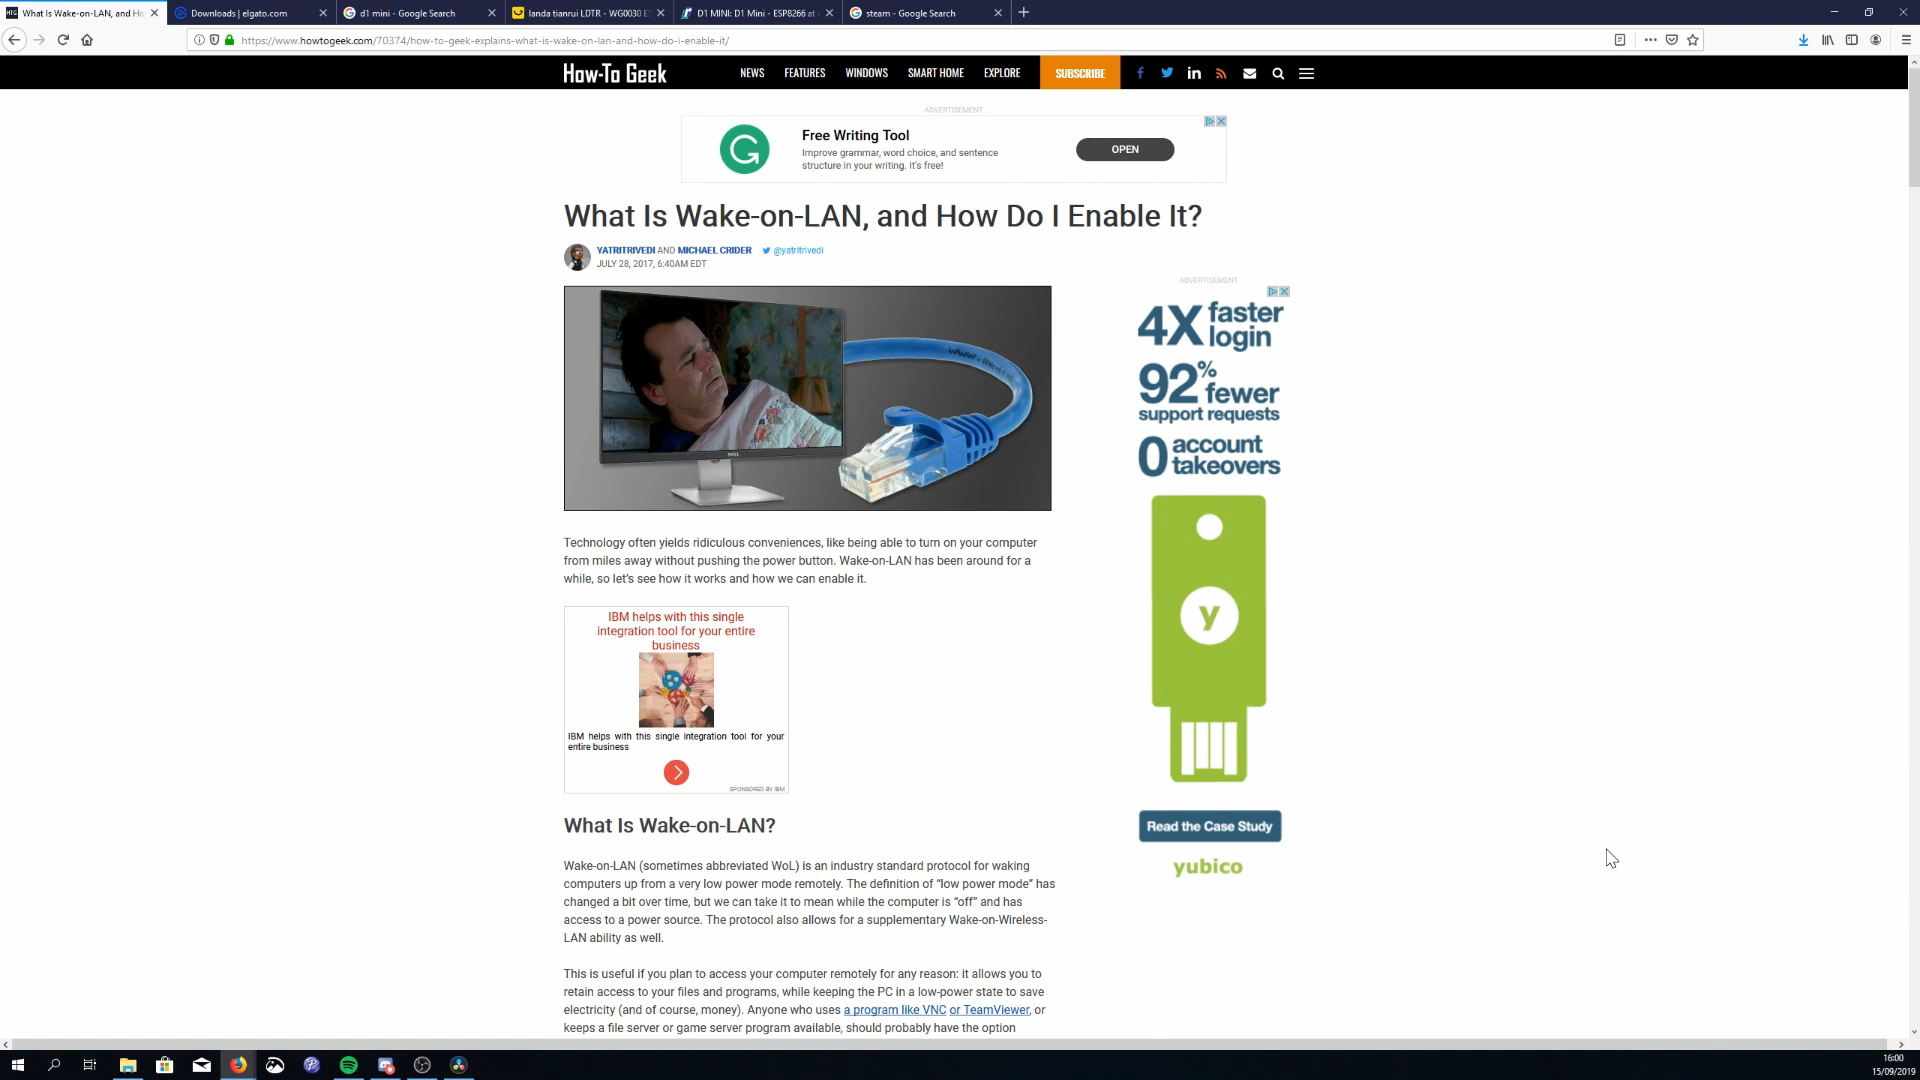 What Is Wake-on-LAN, and Ho
Downloads | elgato.com
d1 mini - Google Search
landa tianrui LDTR - WG0030 ES
D1 MINI: D1 Mini - ESP8266 at
steam - Google Search
https://www.howtogeek.com/70374/how-to-geek-explains-what-is-wake-on-lan-and-how-do-i-enable-it/
How-To Geek
NEWS FEATURES WINDOWS SMART HOME EXPLORE SUBSCRIBE
ADVERTISEMENT
Free Writing Tool
Improve grammar, word choice, and sentence
structure in your writing. It's free!
OPEN
What Is Wake-on-LAN, and How Do I Enable It?
YATRITRIVEDI AND MICHAEL CRIDER @yatritrivedi
JULY 28, 2017, 6:40AM EDT
DELL
ADVERTISEMENT
4X faster
login
92% fewer
support requests
0 account
takeovers
y
Read the Case Study
yubico
Technology often yields ridiculous conveniences, like being able to turn on your computer
from miles away without pushing the power button. Wake-on-LAN has been around for a
while, so let's see how it works and how we can enable it.
IBM helps with this single
integration tool for your entire
business
IBM helps with this single integration tool for your
entire business
SPONSORED BY IBM
What Is Wake-on-LAN?
Wake-on-LAN (sometimes abbreviated WoL) is an industry standard protocol for waking
computers up from a very low power mode remotely. The definition of “low power mode” has
changed a bit over time, but we can take it to mean while the computer is “off” and has
access to a power source. The protocol also allows for a supplementary Wake-on-Wireless-
LAN ability as well.
This is useful if you plan to access your computer remotely for any reason: it allows you to
retain access to your files and programs, while keeping the PC in a low-power state to save
electricity (and of course, money). Anyone who uses a program like VNC or TeamViewer, or
keeps a file server or game server program available, should probably have the option
16:00
15/09/2019